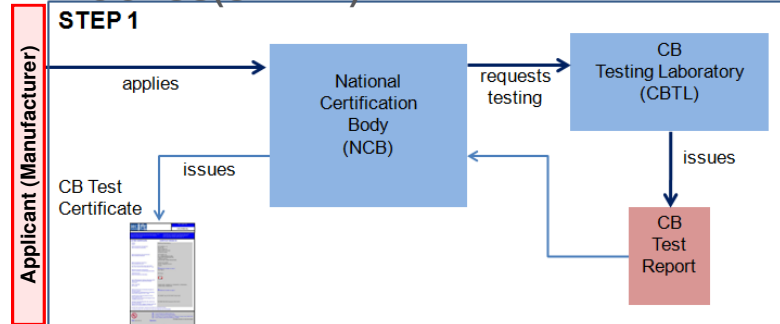 STEP 1
Applicant (Manufacturer)
applies
National
Certification
Body
(NCB)
requests
testing
CB
Testing Laboratory
(CBTL)
issues
CB Test
Certificate
issues
CB
Test
Report